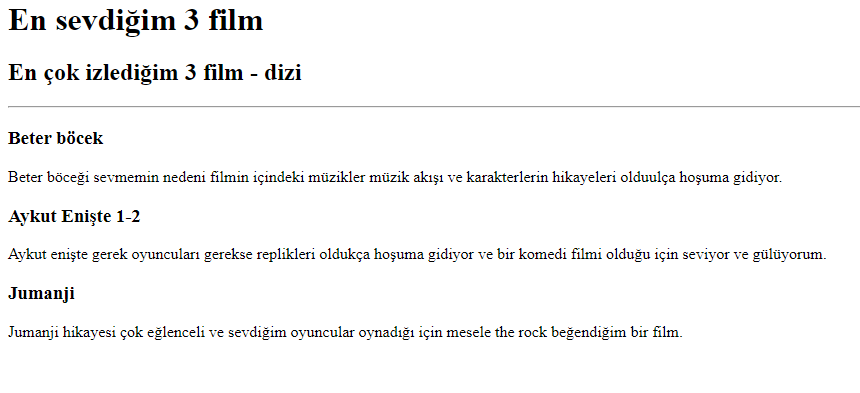 En sevdiğim 3 film
En çok izlediğim 3 film - dizi
Beter böcek
Beter böceği sevmemin nedeni filmin içindeki müzikler müzik akışı ve karakterlerin hikayeleri olduulça hoşuma gidiyor.
Aykut Enişte 1-2
Aykut enişte gerek oyuncuları gerekse replikleri oldukça hoşuma gidiyor ve bir komedi filmi olduğu için seviyor ve gülüyorum.
Jumanji
Jumanji hikayesi çok eğlenceli ve sevdiğim oyuncular oynadığı için mesele the rock beğendiğim bir film.